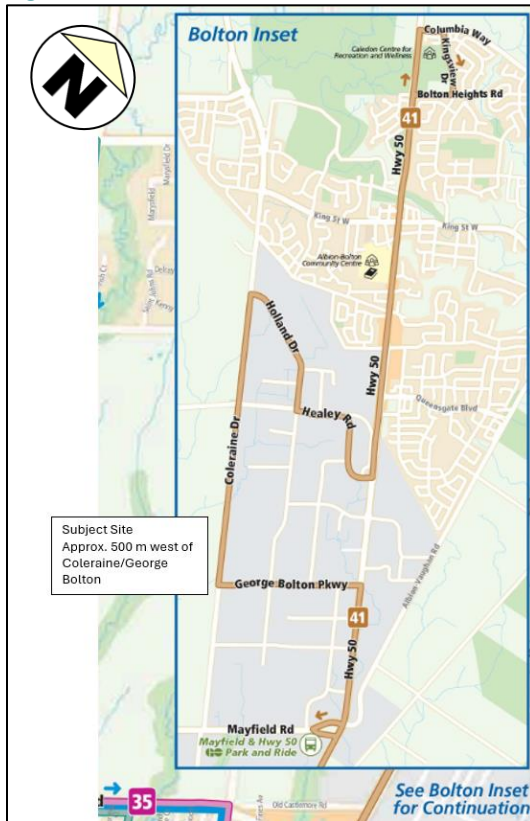 N
Bolton Inset
Columbia Way
Caledon Centre for
Recreation and Wellness
Kingsview
Dr
Bolton Heights Rd
41
Hwy 50
King St W
King St W
Albion-Bolton
Community Centre
Holland Dr
Hwy 50
Queensgate Blvd
Healey Rd
Coleraine Dr
Subject Site
Approx. 500 m west of
Coleraine/George
Bolton
Albion Vaughan Rd
George Bolton Pkwy
41
Hwy 50
Mayfield Rd
Mayfield & Hwy 50
Park and Ride
35
Old Castlemore Rd
See Bolton Inset
for Continuation